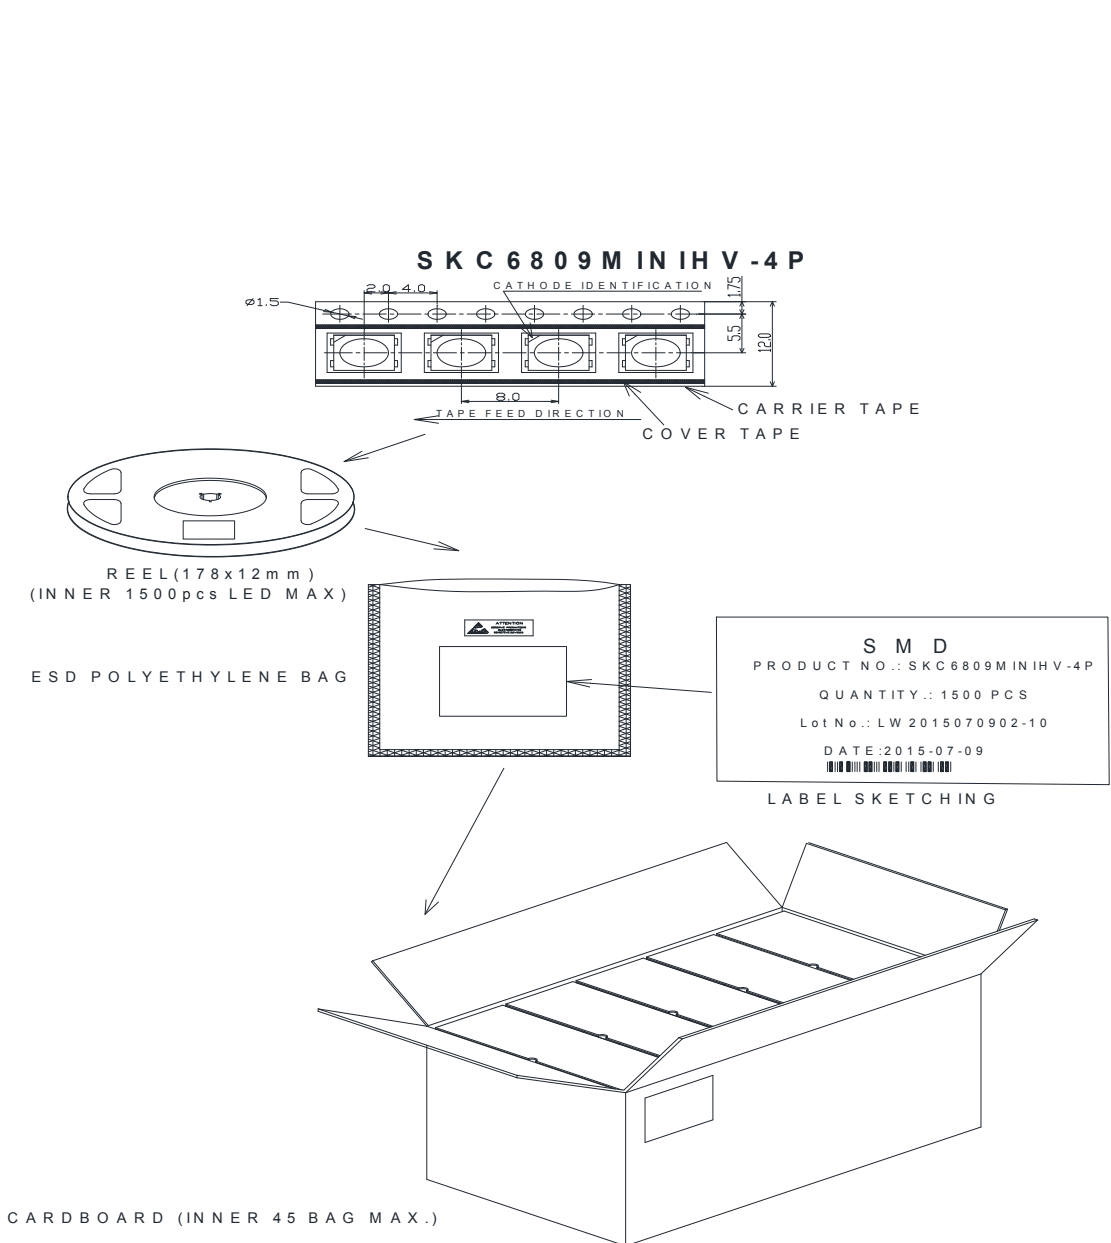 SKC6809MINIHV-4P
CATHODE IDENTIFICATION
2.0 4.0
ø1.5
1.75
5.5
12.0
8.0
TAPE FEED DIRECTION
CARRIER TAPE
COVER TAPE
REEL(178x12mm)
(INNER 1500pcs LED MAX)
ATTENTION
ESD POLYETHYLENE BAG
SMD
PRODUCT NO.: SKC6809MINIHV-4P
QUANTITY.: 1500 PCS
Lot No.: LW2015070902-10
DATE:2015-07-09
LABEL SKETCHING
CARDBOARD (INNER 45 BAG MAX.)